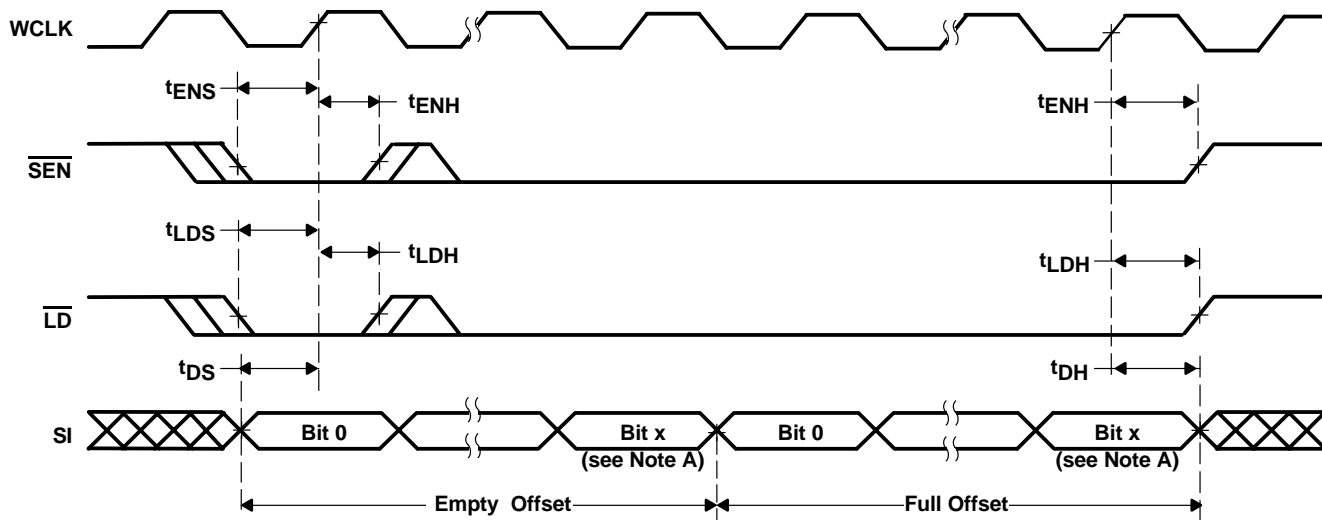 WCLK
tENS
tENH
tENH
SEN
tLDS
tLDH
tLDH
LD
tDS
tDH
SI
Bit 0
Bit x
(see Note A)
Bit 0
Bit x
(see Note A)
Empty Offset
Full Offset